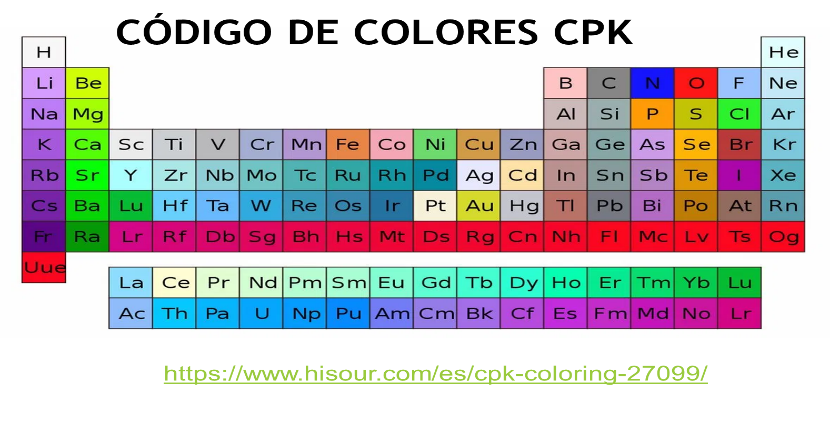 CÓDIGO DE COLORES CPK
H He
Li Be B C N O F Ne
Na Mg Al Si P S Cl Ar
K Ca Sc Ti V Cr Mn Fe Co Ni Cu Zn Ga Ge As Se Br Kr
Rb Sr Y Zr Nb Mo Tc Ru Rh Pd Ag Cd In Sn Sb Te I Xe
Cs Ba Lu Hf Ta W Re Os Ir Pt Au Hg Tl Pb Bi Po At Rn
Fr Ra Lr Rf Db Sg Bh Hs Mt Ds Rg Cn Nh Fl Mc Lv Ts Og
Uue
La Ce Pr Nd Pm Sm Eu Gd Tb Dy Ho Er Tm Yb Lu
Ac Th Pa U Np Pu Am Cm Bk Cf Es Fm Md No Lr
https://www.hisour.com/es/cpk-coloring-27099/